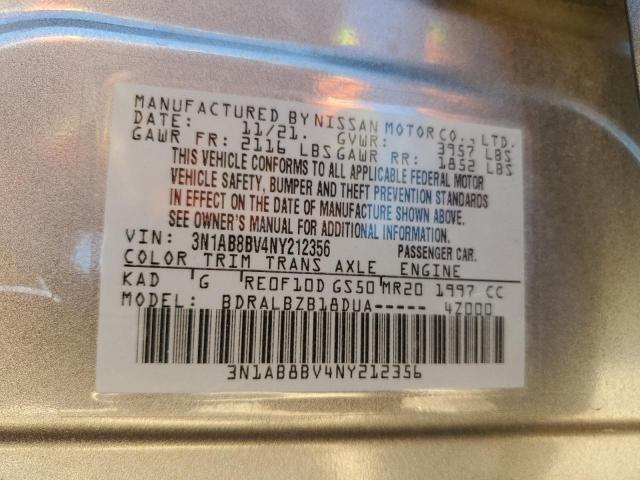 MANUFACTURED BY NISSAN MOTOR CO., LTD.
DATE: 11/21. GVWR: 3957 LBS
GAWR FR: 2116 LBS GAWR RR: 1852 LBS
THIS VEHICLE CONFORMS TO ALL APPLICABLE FEDERAL MOTOR
VEHICLE SAFETY, BUMPER AND THEFT PREVENTION STANDARDS
IN EFFECT ON THE DATE OF MANUFACTURE SHOWN ABOVE.
SEE OWNER'S MANUAL FOR ADDITIONAL INFORMATION.
VIN: 3N1AB8BV4NY212356 PASSENGER CAR.
COLOR TRIM TRANS AXLE ENGINE
KAD G RE0F10D GS50 MR20 1997 CC
MODEL: BDRALBZB18DUA----- 4Z000
3N1AB8BV4NY212356